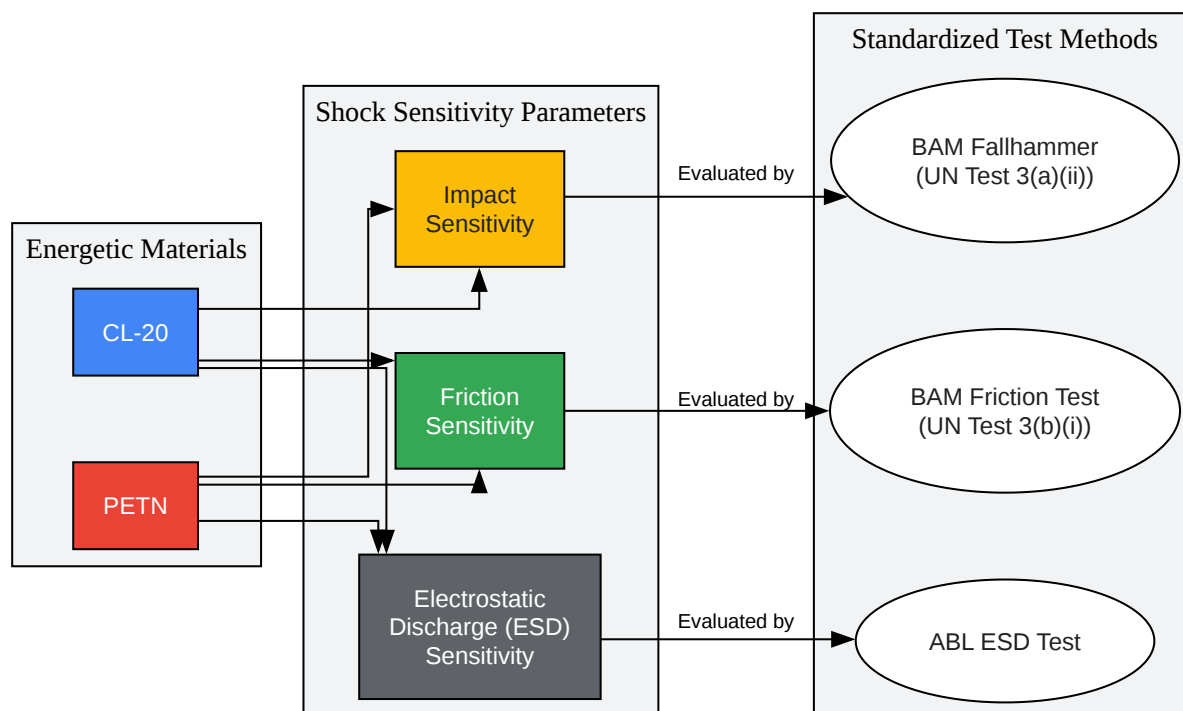 Energetic Materials
CL-20
PETN
Shock Sensitivity Parameters
Impact
Sensitivity
Friction
Sensitivity
Electrostatic
Discharge (ESD)
Sensitivity
Evaluated by
Evaluated by
Evaluated by
Standardized Test Methods
BAM Fallhammer
(UN Test 3(a)(ii))
BAM Friction Test
(UN Test 3(b)(i))
ABL ESD Test